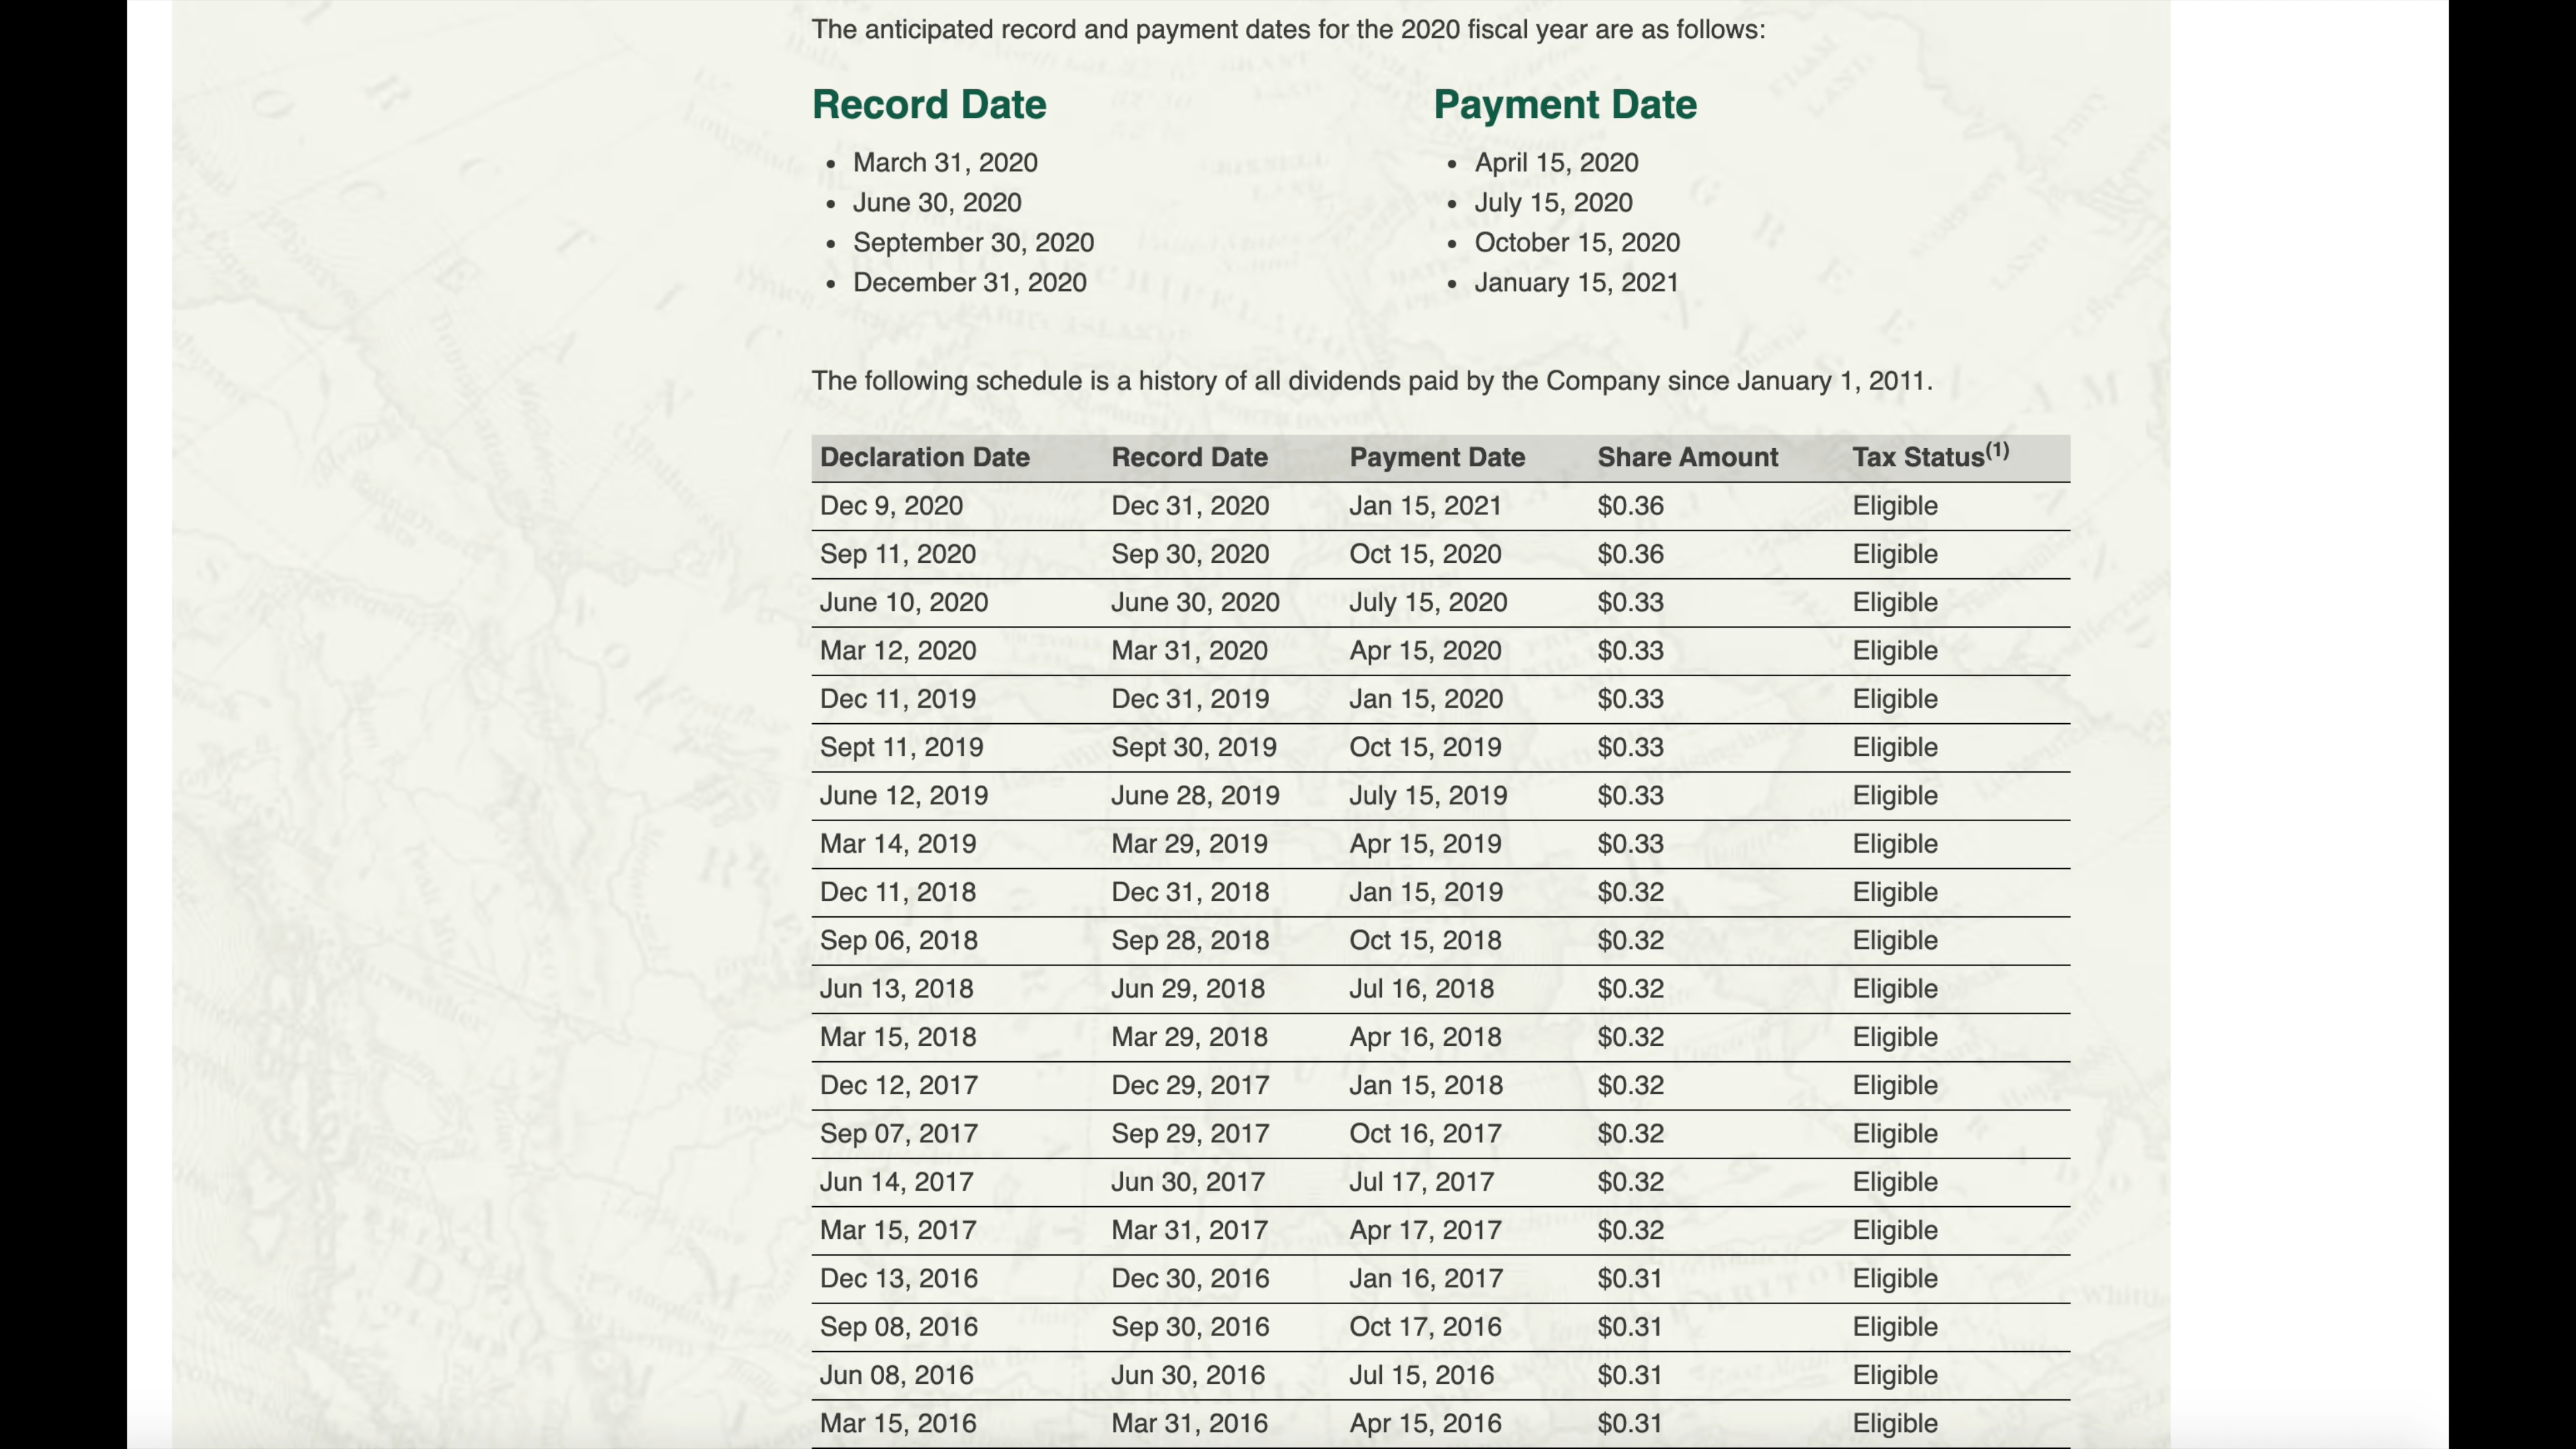 The anticipated record and payment dates for the 2020 fiscal year are as follows:
Record Date
March 31, 2020
June 30, 2020
September 30, 2020
December 31, 2020
Payment Date
April 15, 2020
July 15, 2020
October 15, 2020
January 15, 2021
The following schedule is a history of all dividends paid by the Company since January 1, 2011.
Declaration Date Record Date Payment Date Share Amount Tax Status(1)
Dec 9, 2020 Dec 31, 2020 Jan 15, 2021 $0.36 Eligible
Sep 11, 2020 Sep 30, 2020 Oct 15, 2020 $0.36 Eligible
June 10, 2020 June 30, 2020 July 15, 2020 $0.33 Eligible
Mar 12, 2020 Mar 31, 2020 Apr 15, 2020 $0.33 Eligible
Dec 11, 2019 Dec 31, 2019 Jan 15, 2020 $0.33 Eligible
Sept 11, 2019 Sept 30, 2019 Oct 15, 2019 $0.33 Eligible
June 12, 2019 June 28, 2019 July 15, 2019 $0.33 Eligible
Mar 14, 2019 Mar 29, 2019 Apr 15, 2019 $0.33 Eligible
Dec 11, 2018 Dec 31, 2018 Jan 15, 2019 $0.32 Eligible
Sep 06, 2018 Sep 28, 2018 Oct 15, 2018 $0.32 Eligible
Jun 13, 2018 Jun 29, 2018 Jul 16, 2018 $0.32 Eligible
Mar 15, 2018 Mar 29, 2018 Apr 16, 2018 $0.32 Eligible
Dec 12, 2017 Dec 29, 2017 Jan 15, 2018 $0.32 Eligible
Sep 07, 2017 Sep 29, 2017 Oct 16, 2017 $0.32 Eligible
Jun 14, 2017 Jun 30, 2017 Jul 17, 2017 $0.32 Eligible
Mar 15, 2017 Mar 31, 2017 Apr 17, 2017 $0.32 Eligible
Dec 13, 2016 Dec 30, 2016 Jan 16, 2017 $0.31 Eligible
Sep 08, 2016 Sep 30, 2016 Oct 17, 2016 $0.31 Eligible
Jun 08, 2016 Jun 30, 2016 Jul 15, 2016 $0.31 Eligible
Mar 15, 2016 Mar 31, 2016 Apr 15, 2016 $0.31 Eligible